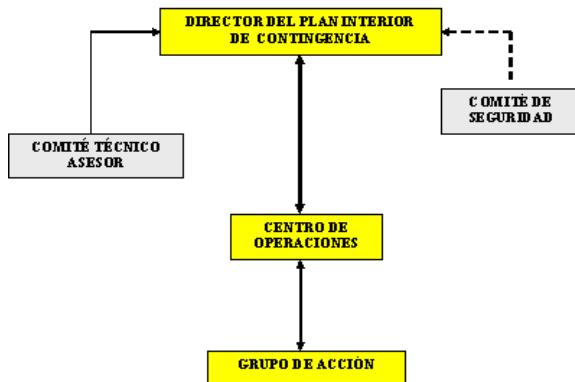 DIRECTOR DEL PLAN INTERIOR
DE CONTINGENCIA
COMITÉ DE
SEGURIDAD
COMITÉ TÉCNICO
ASESOR
CENTRO DE
OPERACIONES
GRUPO DE ACCIÓN